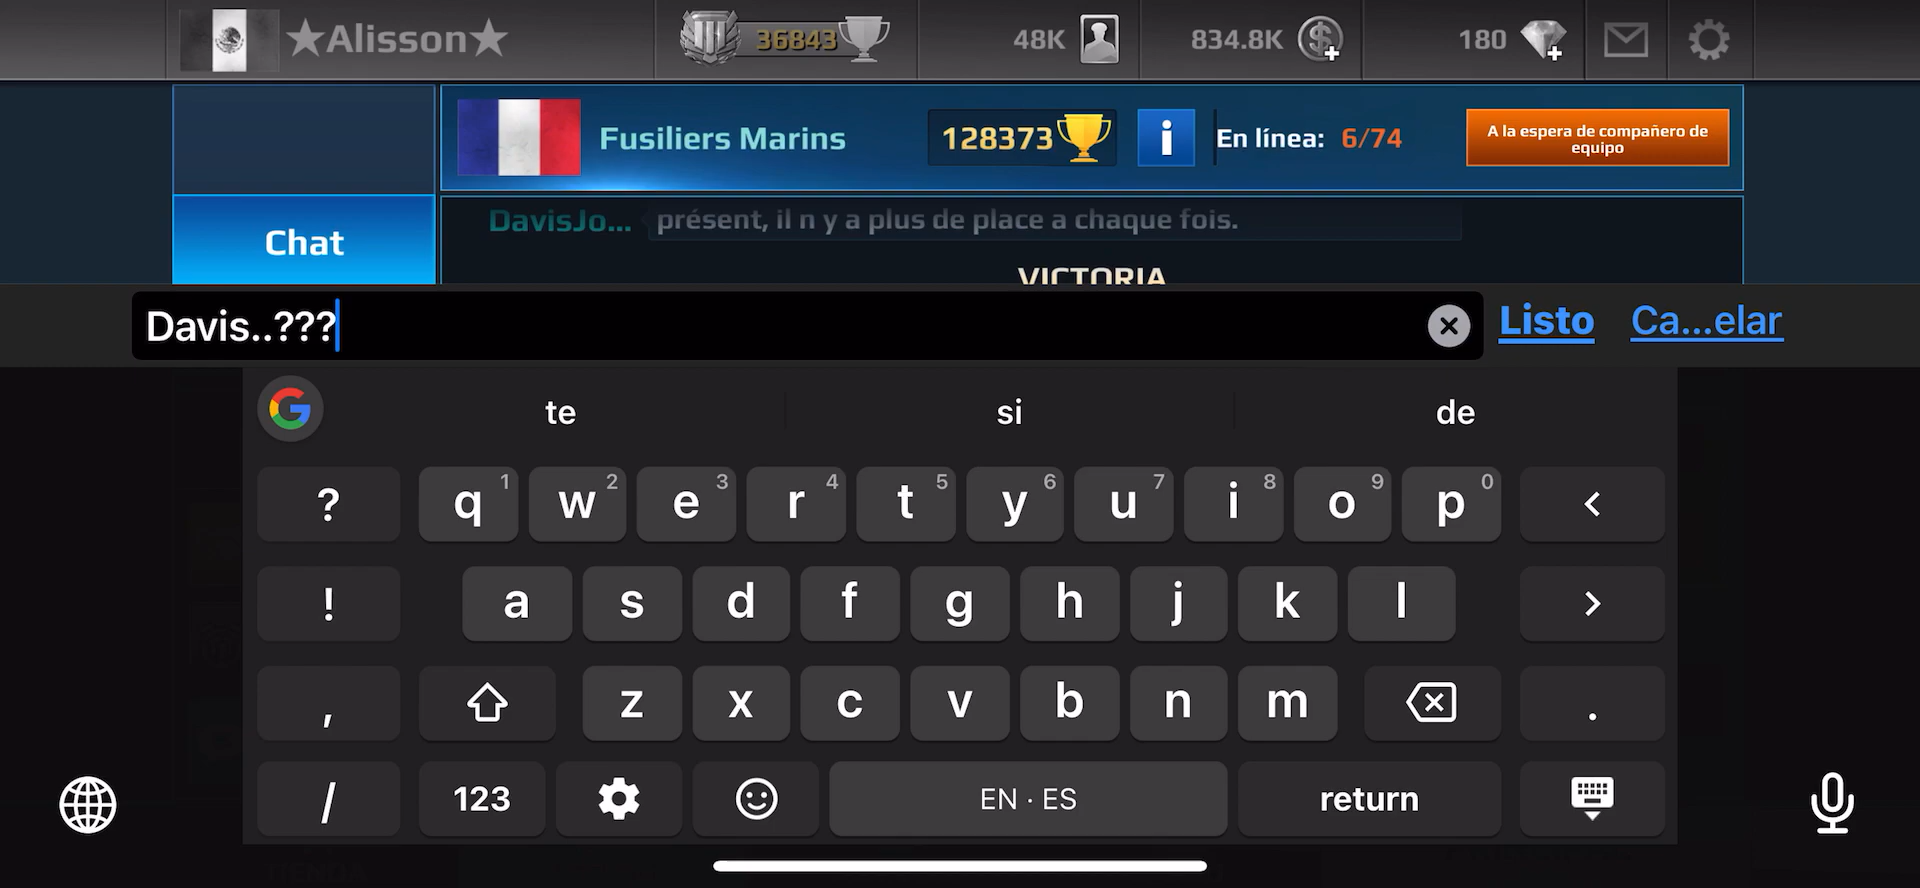 ★Alisson★ 36843 48K 834.8K 180
Fusiliers Marins 128373 i En línea: 6/74 A la espera de compañero de
equipo
Chat
DavisJo... présent, il n y a plus de place a chaque fois.
VICTORIA
Davis..??? Listo Ca...elar
te si de
? q 1 w 2 e 3 r 4 t 5 y 6 u 7 i 8 o 9 p 0 <
! a s d f g h j k l >
, z x c v b n m .
/ 123 EN · ES return